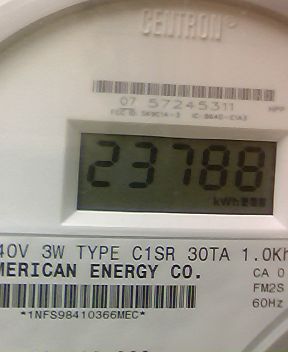 CENTRON
07 57245311
23788
kWh
40V 3W TYPE C1SR 30TA 1.0Kh
MERICAN ENERGY CO.
CA 0
FM2S
60Hz
*1NFS98410366MEC*